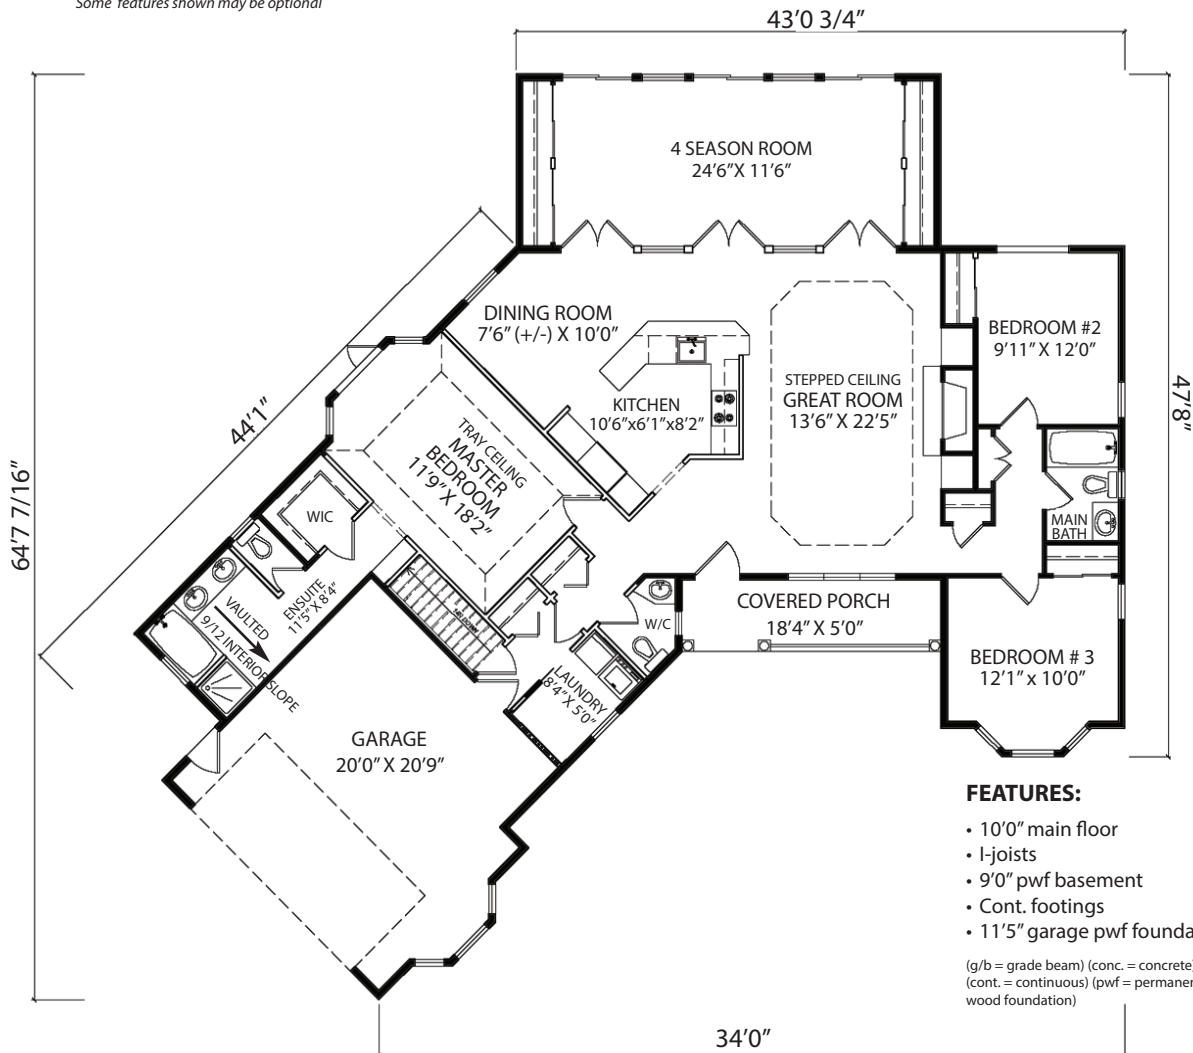 Some features shown may be optional
43'0 3/4"
4 SEASON ROOM
24'6"X 11'6"
DINING ROOM
7'6" (+/-) X 10'0"
BEDROOM #2
9'11" X 12'0"
STEPPED CEILING
GREAT ROOM
13'6" X 22'5"
KITCHEN
10'6"x6'1"x8'2"
47'8"
44'1"
64'7 7/16"
TRAY CEILING
MASTER
BEDROOM
11'9" X 18'2"
WIC
MAIN
BATH
ENSUITE
11'5" X 8'4"
VAULTED
9/12 INTERIOR SLOPE
W/C
COVERED PORCH
18'4" X 5'0"
LAUNDRY
8'4" X 5'0"
BEDROOM # 3
12'1" x 10'0"
GARAGE
20'0" X 20'9"
FEATURES:
• 10'0" main floor
• I-joists
• 9'0" pwf basement
• Cont. footings
• 11'5" garage pwf founda
(g/b = grade beam) (conc. = concrete)
(cont. = continuous) (pwf = permanen
wood foundation)
34'0"